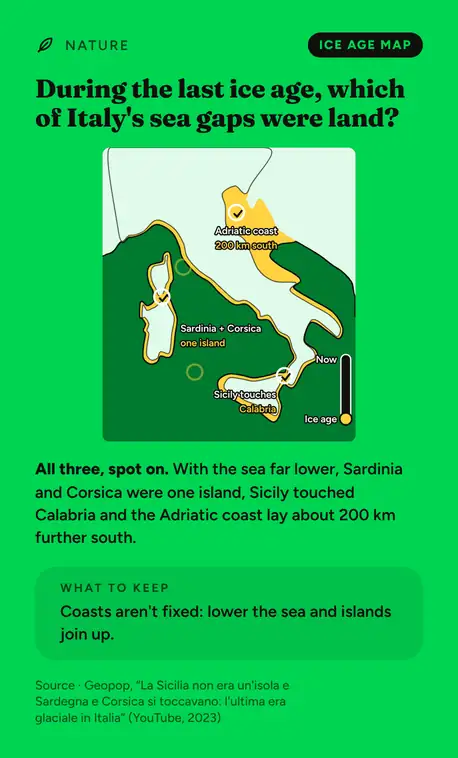 NATURE
ICE AGE MAP
During the last ice age, which
of Italy's sea gaps were land?
Adriatic coast
200 km south
Sardinia + Corsica
one island
Now
Sicily touches
Calabria
Ice age
All three, spot on. With the sea far lower, Sardinia
and Corsica were one island, Sicily touched
Calabria and the Adriatic coast lay about 200 km
further south.
WHAT TO KEEP
Coasts aren't fixed: lower the sea and islands
join up.
Source · Geopop, “La Sicilia non era un'isola e
Sardegna e Corsica si toccavano: l'ultima era
glaciale in Italia” (YouTube, 2023)